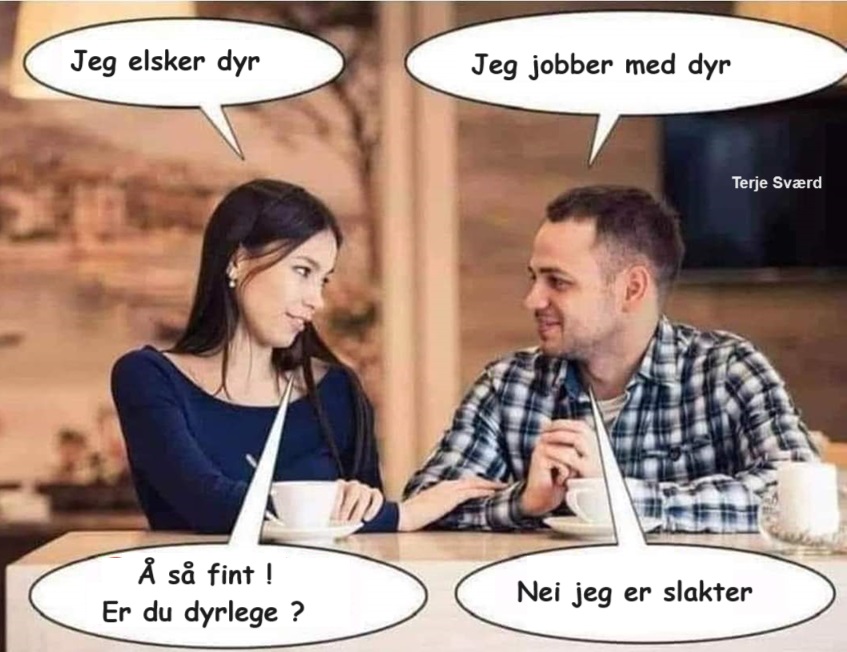 Jeg elsker dyr
Jeg jobber med dyr
Terje Sværd
Å så fint !
Er du dyrlege ?
Nei jeg er slakter